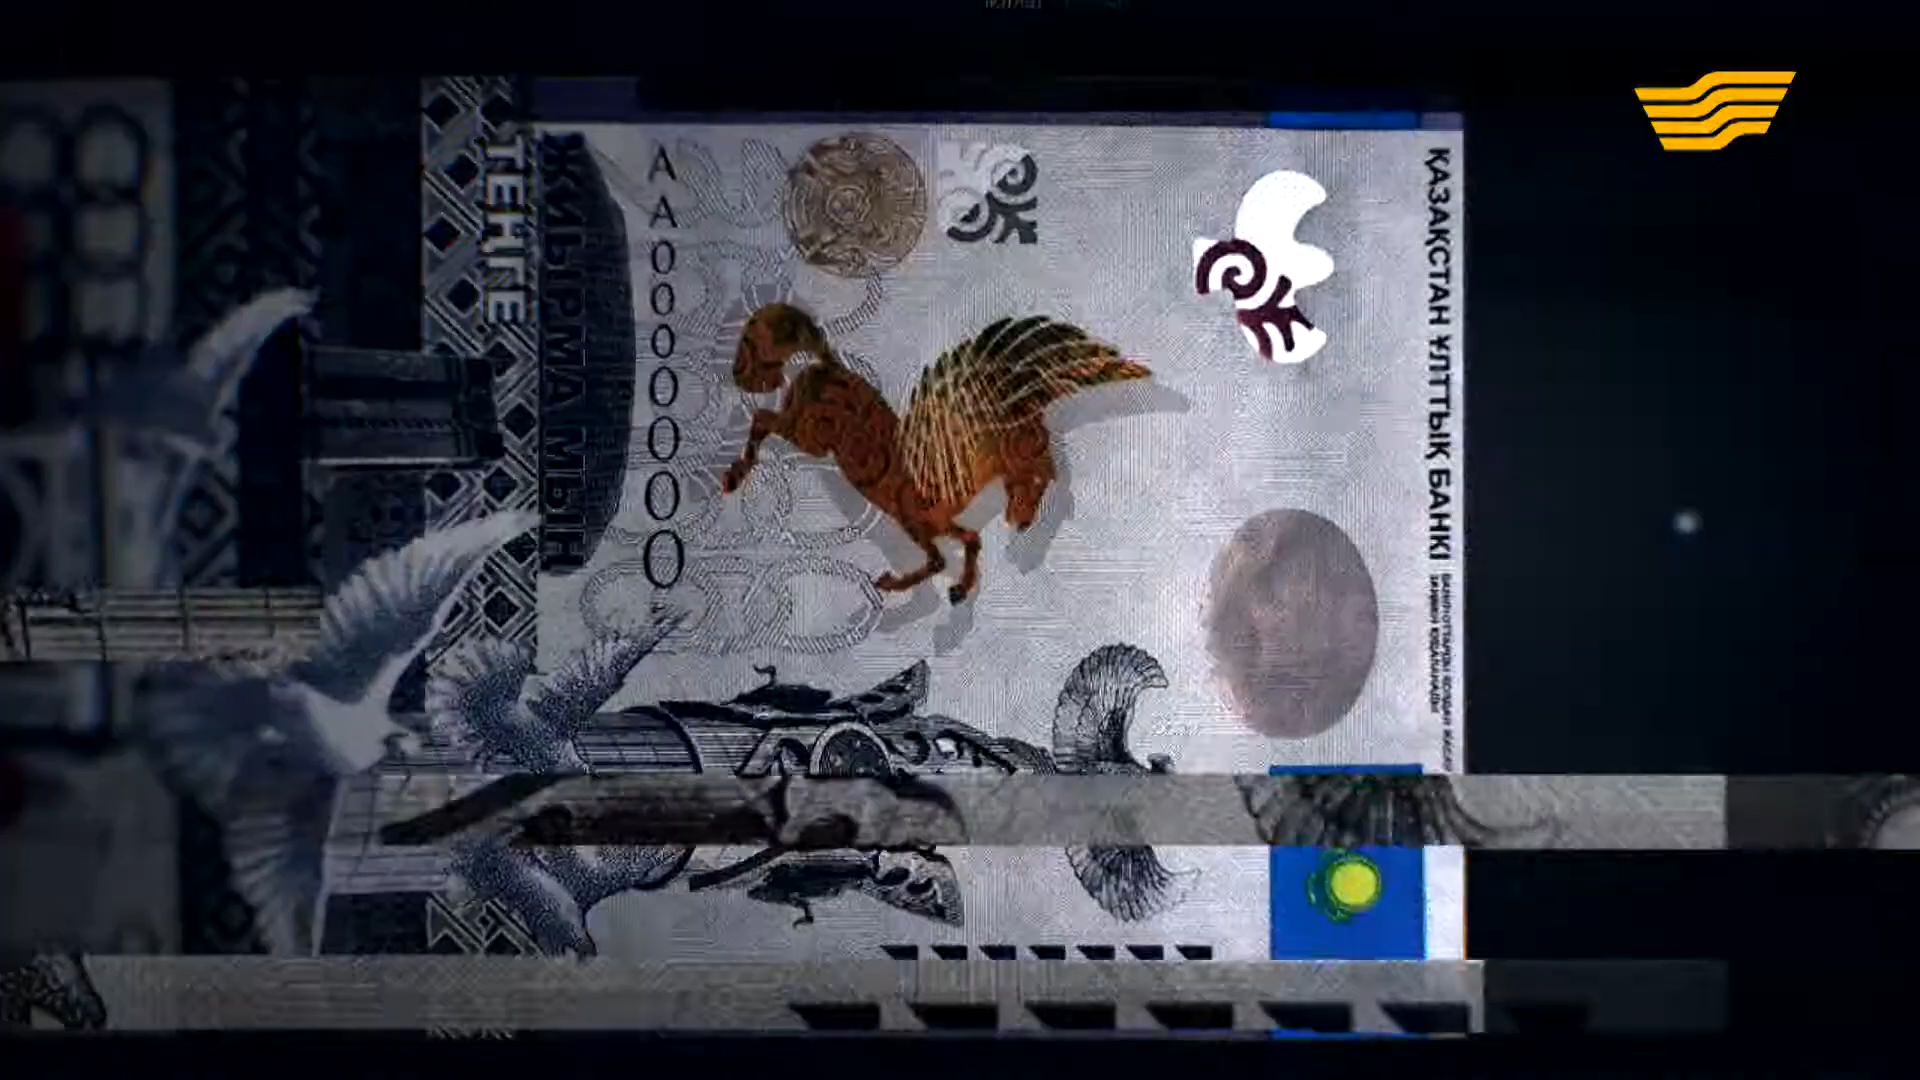 ТЕҢГЕ
ЖИЫРМА МЫҢ
АА0000000
ҚАЗАҚСТАН ҰЛТТЫҚ БАНКІ